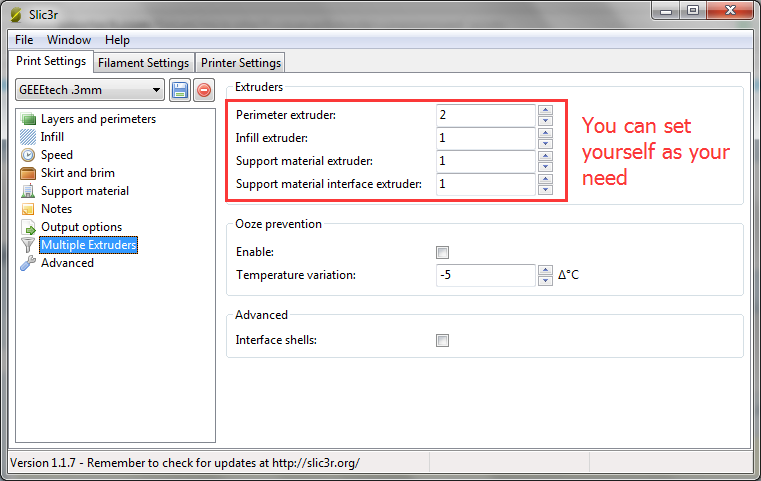 Slic3r
File Window Help
Print Settings Filament Settings Printer Settings
GEEEtech .3mm
Layers and perimeters
Infill
Speed
Skirt and brim
Support material
Notes
Output options
Multiple Extruders
Advanced
Extruders
Perimeter extruder: 2
Infill extruder: 1
Support material extruder: 1
Support material interface extruder: 1
You can set
yourself as your
need
Ooze prevention
Enable:
Temperature variation: -5 Δ°C
Advanced
Interface shells:
Version 1.1.7 - Remember to check for updates at http://slic3r.org/